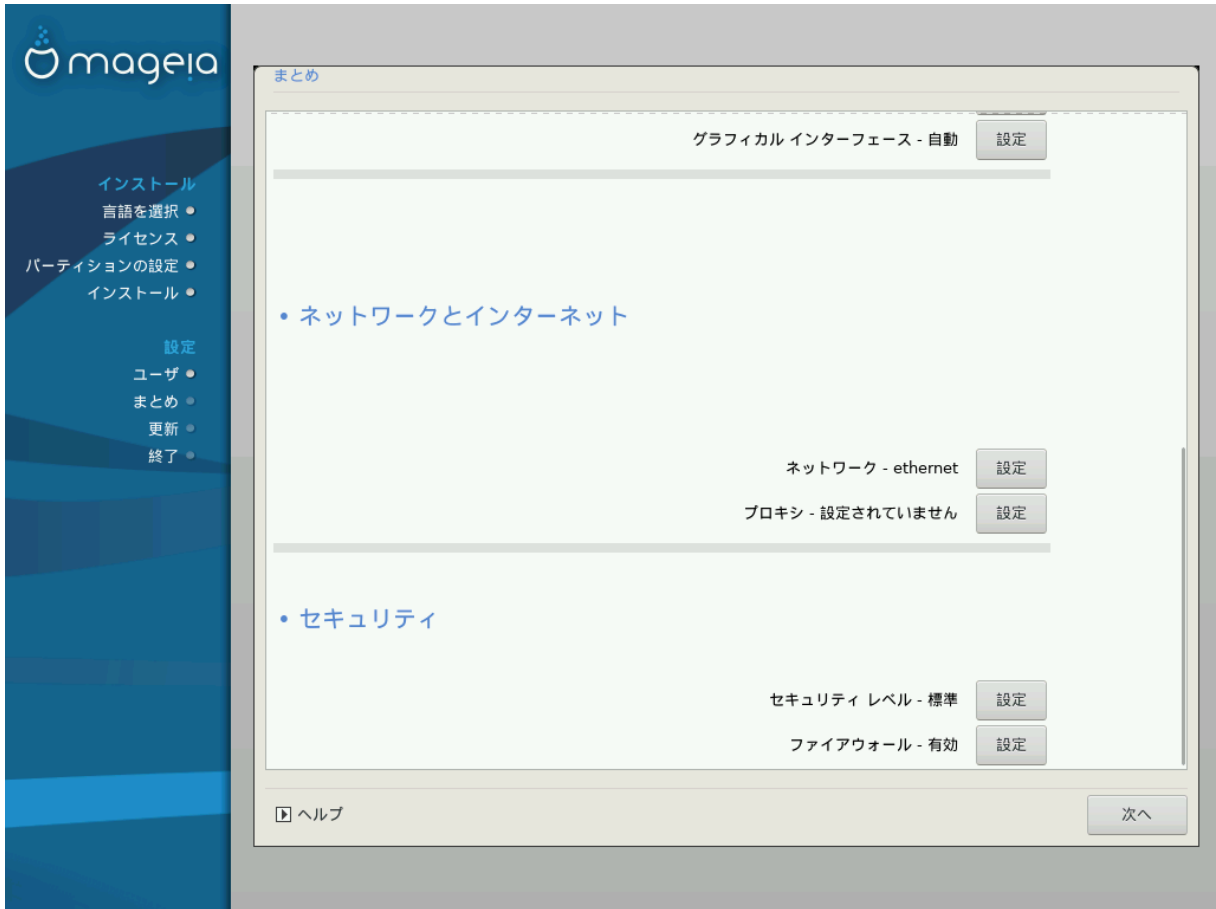 mageia
インストール
言語を選択
ライセンス
パーティションの設定
インストール
設定
ユーザ
まとめ
更新
終了
まとめ
グラフィカル インターフェース - 自動
設定
• ネットワークとインターネット
ネットワーク - ethernet
設定
プロキシ - 設定されていません
設定
• セキュリティ
セキュリティ レベル - 標準
設定
ファイアウォール - 有効
設定
ヘルプ
次へ